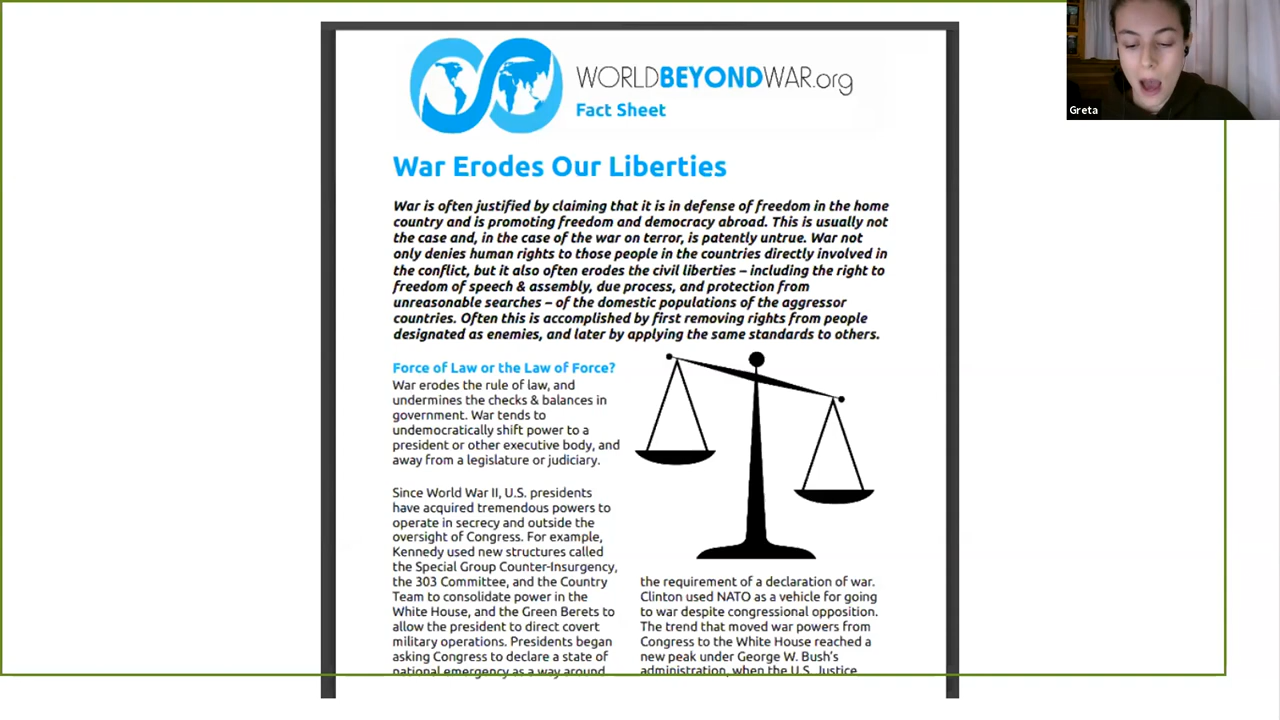 WORLDBEYONDWAR.org
Fact Sheet
Greta
War Erodes Our Liberties
War is often justified by claiming that it is in defense of freedom in the home
country and is promoting freedom and democracy abroad. This is usually not
the case and, in the case of the war on terror, is patently untrue. War not
only denies human rights to those people in the countries directly involved in
the conflict, but it also often erodes the civil liberties – including the right to
freedom of speech & assembly, due process, and protection from
unreasonable searches – of the domestic populations of the aggressor
countries. Often this is accomplished by first removing rights from people
designated as enemies, and later by applying the same standards to others.
Force of Law or the Law of Force?
War erodes the rule of law, and
undermines the checks & balances in
government. War tends to
undemocratically shift power to a
president or other executive body, and
away from a legislature or judiciary.
Since World War II, U.S. presidents
have acquired tremendous powers to
operate in secrecy and outside the
oversight of Congress. For example,
Kennedy used new structures called
the Special Group Counter-Insurgency,
the 303 Committee, and the Country
Team to consolidate power in the
White House, and the Green Berets to
allow the president to direct covert
military operations. Presidents began
asking Congress to declare a state of
national emergency as a way around
the requirement of a declaration of war.
Clinton used NATO as a vehicle for going
to war despite congressional opposition.
The trend that moved war powers from
Congress to the White House reached a
new peak under George W. Bush's
administration, when the U.S. Justice